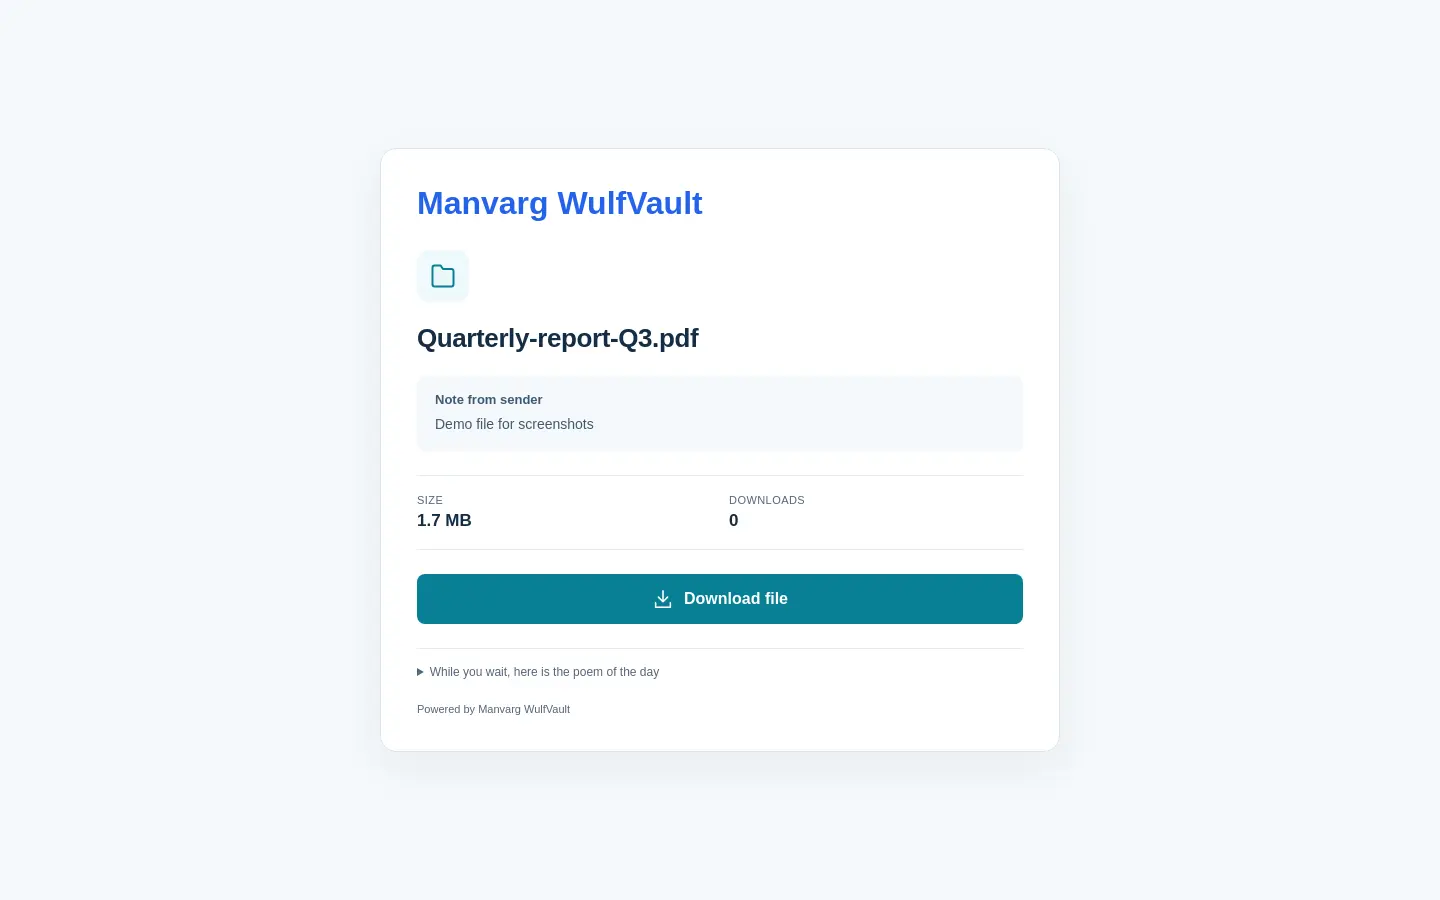 Manvarg WulfVault
Quarterly-report-Q3.pdf
Note from sender
Demo file for screenshots
SIZE
1.7 MB
DOWNLOADS
0
Download file
While you wait, here is the poem of the day
Powered by Manvarg WulfVault